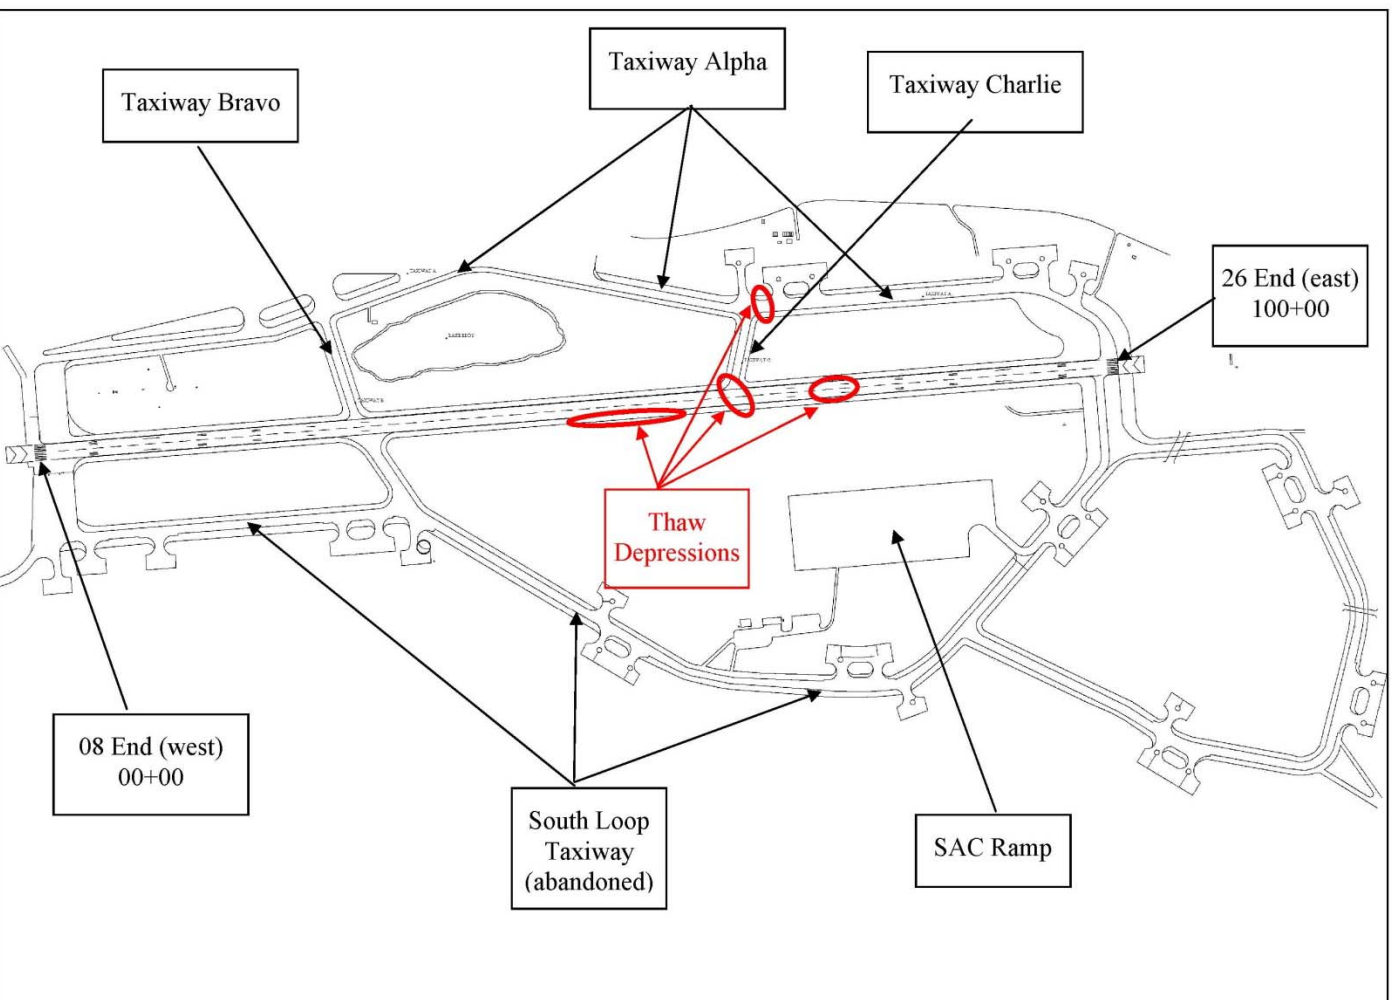 Taxiway Alpha
Taxiway Bravo
Taxiway Charlie
26 End (east)
100+00
Thaw
Depressions
08 End (west)
00+00
South Loop
Taxiway
(abandoned)
SAC Ramp